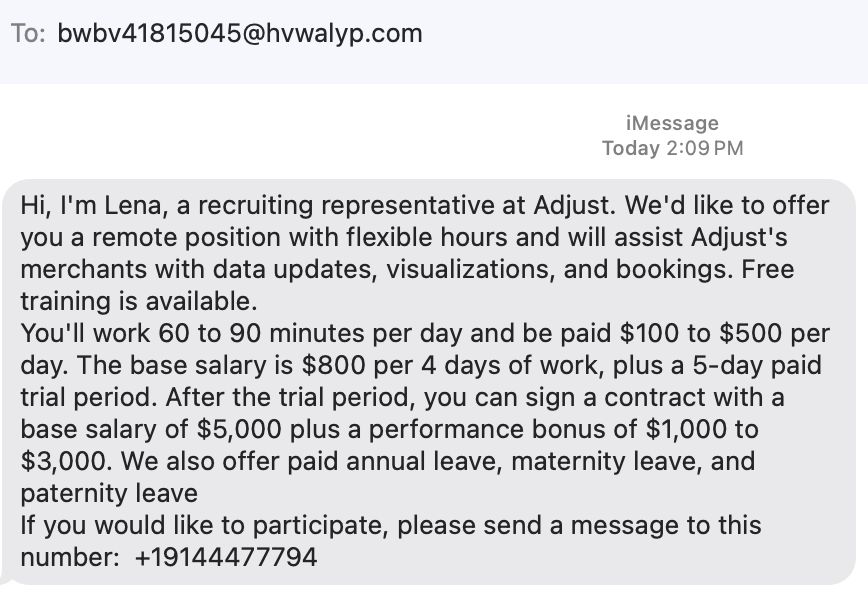 To: bwbv41815045@hvwalyp.com
iMessage
Today 2:09 PM
Hi, I'm Lena, a recruiting representative at Adjust. We'd like to offer
you a remote position with flexible hours and will assist Adjust's
merchants with data updates, visualizations, and bookings. Free
training is available.
You'll work 60 to 90 minutes per day and be paid $100 to $500 per
day. The base salary is $800 per 4 days of work, plus a 5-day paid
trial period. After the trial period, you can sign a contract with a
base salary of $5,000 plus a performance bonus of $1,000 to
$3,000. We also offer paid annual leave, maternity leave, and
paternity leave
If you would like to participate, please send a message to this
number:  +19144477794